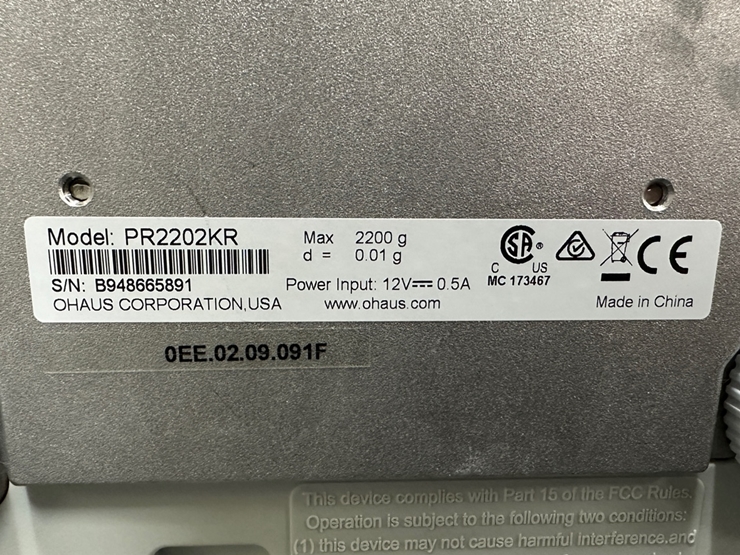 Model: PR2202KR
Max 2200 g
d = 0.01 g
S/N: B948665891
OHAUS CORPORATION,USA
Power Input: 12V⎓ 0.5A
www.ohaus.com
SA®
C US
MC 173467
CE
Made in China
0EE.02.09.091F
This device complies with Part 15 of the FCC Rules.
Operation is subject to the following two conditions:
(1) this device may not cause harmful interference,and